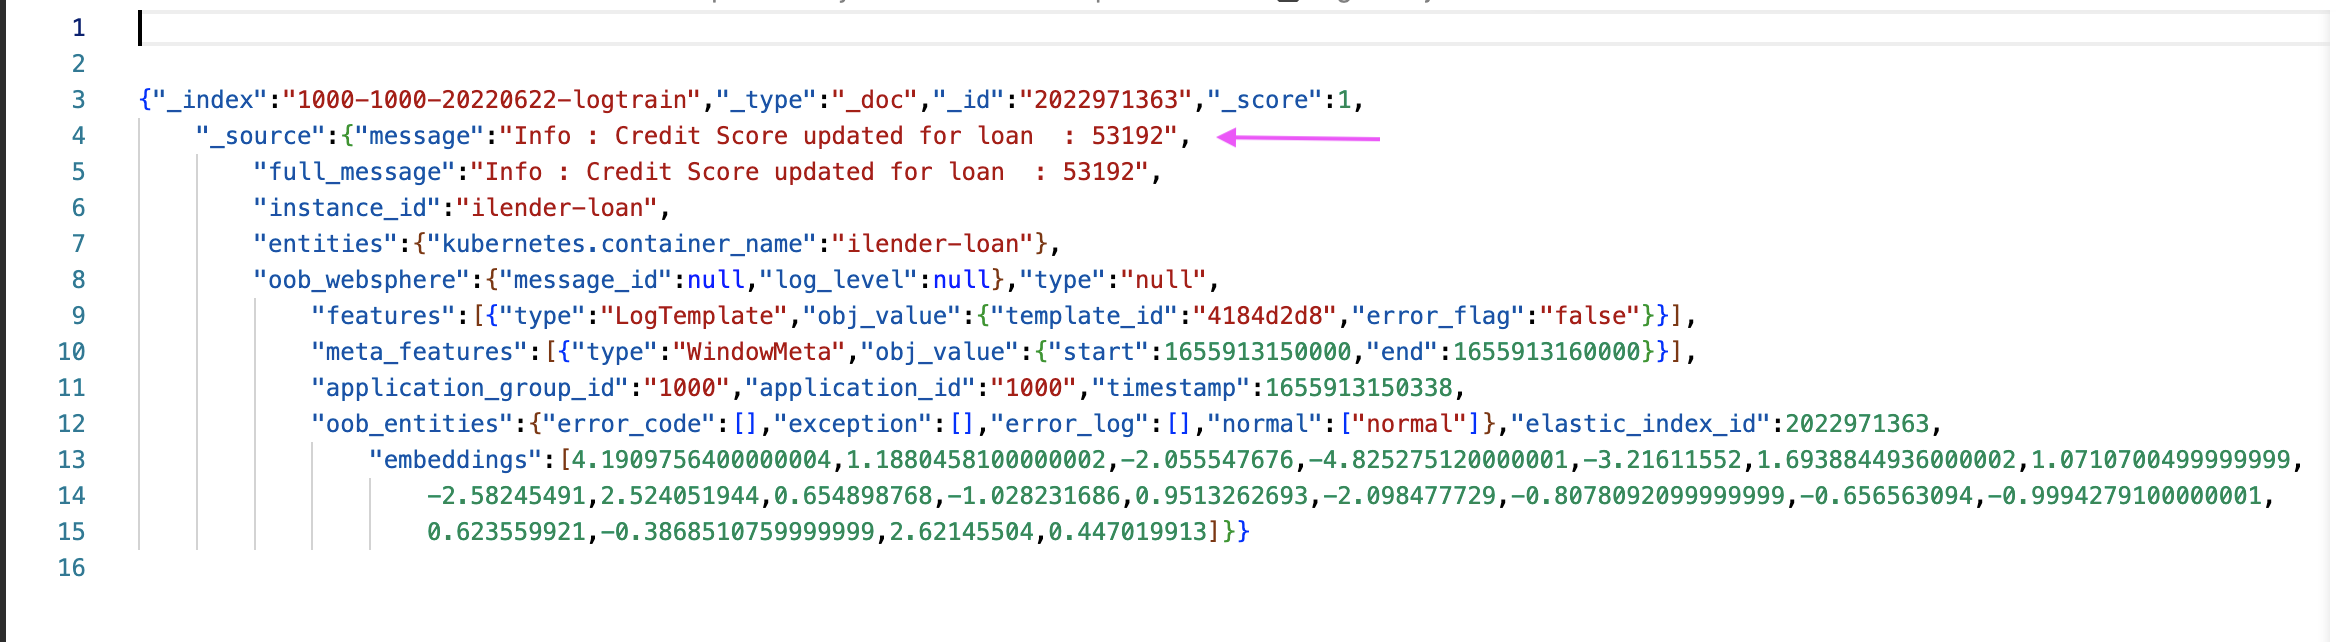 1
2
3 {"_index":"1000-1000-20220622-logtrain","_type":"_doc","_id":"2022971363","_score":1,
4 "_source":{"message":"Info : Credit Score updated for loan  : 53192",
5 "full_message":"Info : Credit Score updated for loan  : 53192",
6 "instance_id":"ilender-loan",
7 "entities":{"kubernetes.container_name":"ilender-loan"},
8 "oob_websphere":{"message_id":null,"log_level":null},"type":"null",
9 "features":[{"type":"LogTemplate","obj_value":{"template_id":"4184d2d8","error_flag":"false"}}],
10 "meta_features":[{"type":"WindowMeta","obj_value":{"start":1655913150000,"end":1655913160000}}],
11 "application_group_id":"1000","application_id":"1000","timestamp":1655913150338,
12 "oob_entities":{"error_code":[],"exception":[],"error_log":[],"normal":["normal"]},"elastic_index_id":2022971363,
13 "embeddings":[4.1909756400000004,1.1880458100000002,-2.055547676,-4.825275120000001,-3.21611552,1.6938844936000002,1.0710700499999999,
14 -2.58245491,2.524051944,0.654898768,-1.028231686,0.9513262693,-2.098477729,-0.8078092099999999,-0.656563094,-0.9994279100000001,
15 0.623559921,-0.3868510759999999,2.62145504,0.447019913]}}
16